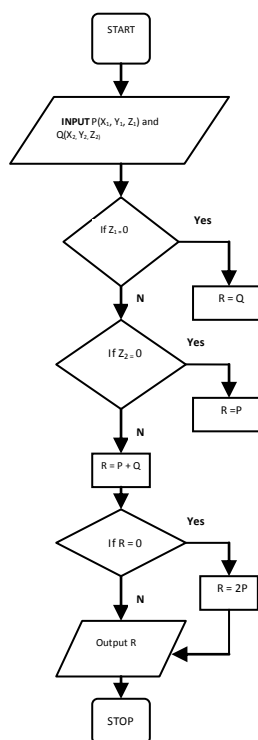 START
INPUT P(X₁, Y₁, Z₁) and
Q(X₂, Y₂, Z₂)
If Z₁ = 0
Yes
R = Q
N
If Z₂ = 0
Yes
R =P
N
R = P + Q
If R = 0
Yes
R = 2P
N
Output R
STOP